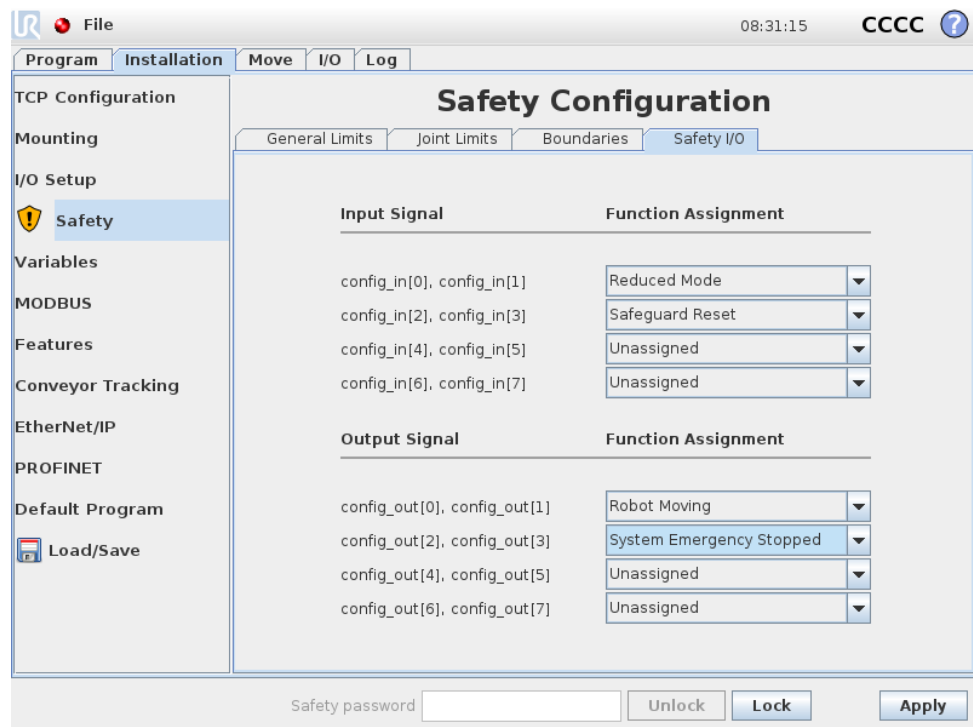 UR File 08:31:15 CCCC ?
Program Installation Move I/O Log
TCP Configuration
Mounting
I/O Setup
Safety
Variables
MODBUS
Features
Conveyor Tracking
EtherNet/IP
PROFINET
Default Program
Load/Save
Safety Configuration
General Limits Joint Limits Boundaries Safety I/O
Input Signal Function Assignment
config_in[0], config_in[1] Reduced Mode
config_in[2], config_in[3] Safeguard Reset
config_in[4], config_in[5] Unassigned
config_in[6], config_in[7] Unassigned
Output Signal Function Assignment
config_out[0], config_out[1] Robot Moving
config_out[2], config_out[3] System Emergency Stopped
config_out[4], config_out[5] Unassigned
config_out[6], config_out[7] Unassigned
Safety password Unlock Lock Apply